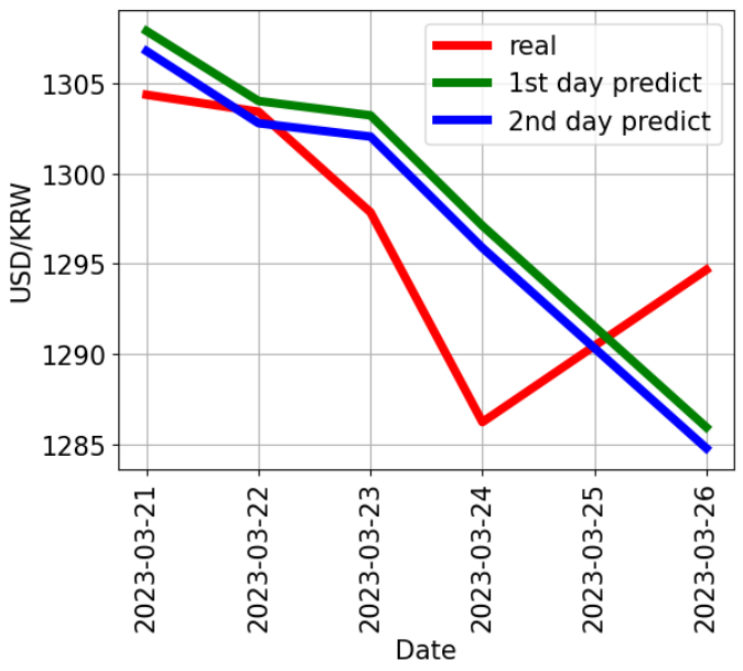 real
1st day predict
2nd day predict
1305
1300
1295
1290
1285
USD/KRW
2023-03-21
2023-03-22
2023-03-23
2023-03-24
2023-03-25
2023-03-26
Date